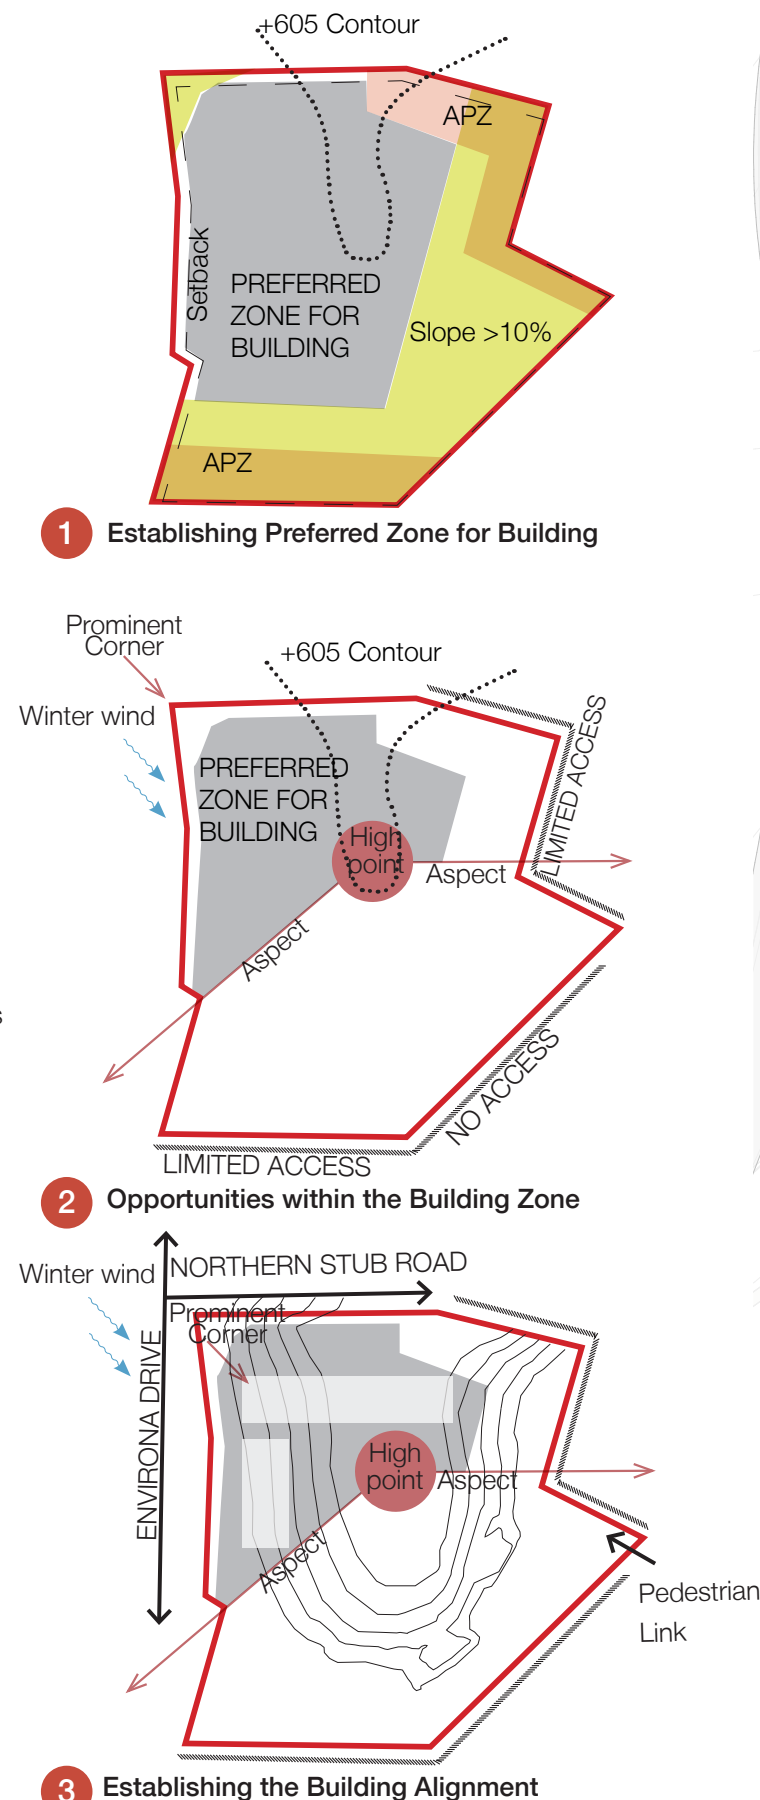 +605 Contour
APZ
Setback
PREFERRED
ZONE FOR
BUILDING
Slope >10%
APZ
1 Establishing Preferred Zone for Building
Prominent
Corner
+605 Contour
Winter wind
LIMITED ACCESS
PREFERRED
ZONE FOR
BUILDING
High
point
Aspect
Aspect
s
NO ACCESS
LIMITED ACCESS
2 Opportunities within the Building Zone
Winter wind
NORTHERN STUB ROAD
Prominent
Corner
ENVIRONA DRIVE
High
point
Aspect
Aspect
Pedestrian
Link
3 Establishing the Building Alignment